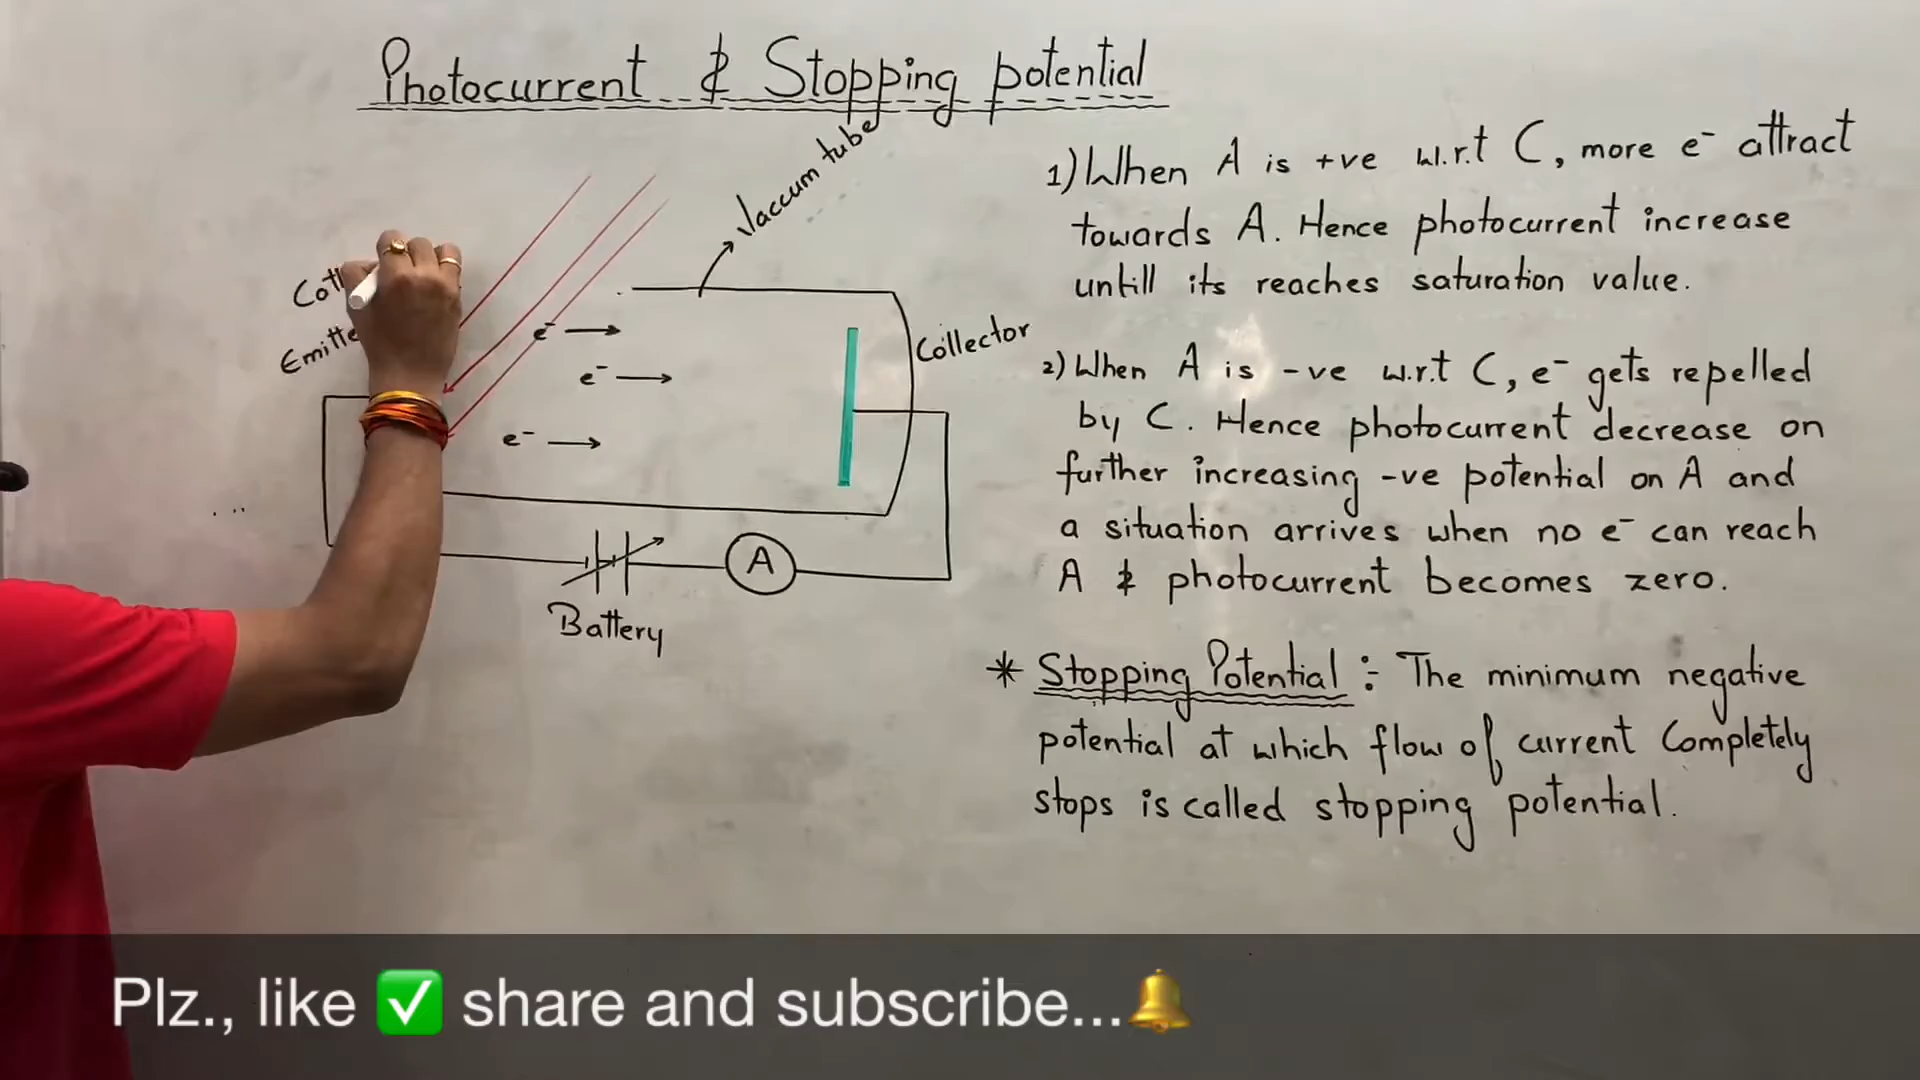 Photocurrent & Stopping potential
Vaccum tube
Collector
e⁻
e⁻
e⁻
A
Battery
1) When A is +ve w.r.t C, more e⁻ attract
towards A. Hence photocurrent increase
untill its reaches saturation value.
2) When A is -ve w.r.t C, e⁻ gets repelled
by C. Hence photocurrent decrease on
further increasing -ve potential on A and
a situation arrives when no e⁻ can reach
A & photocurrent becomes zero.
* Stopping Potential :- The minimum negative
potential at which flow of current Completely
stops is called stopping potential.
Plz., like ✅ share and subscribe...🔔